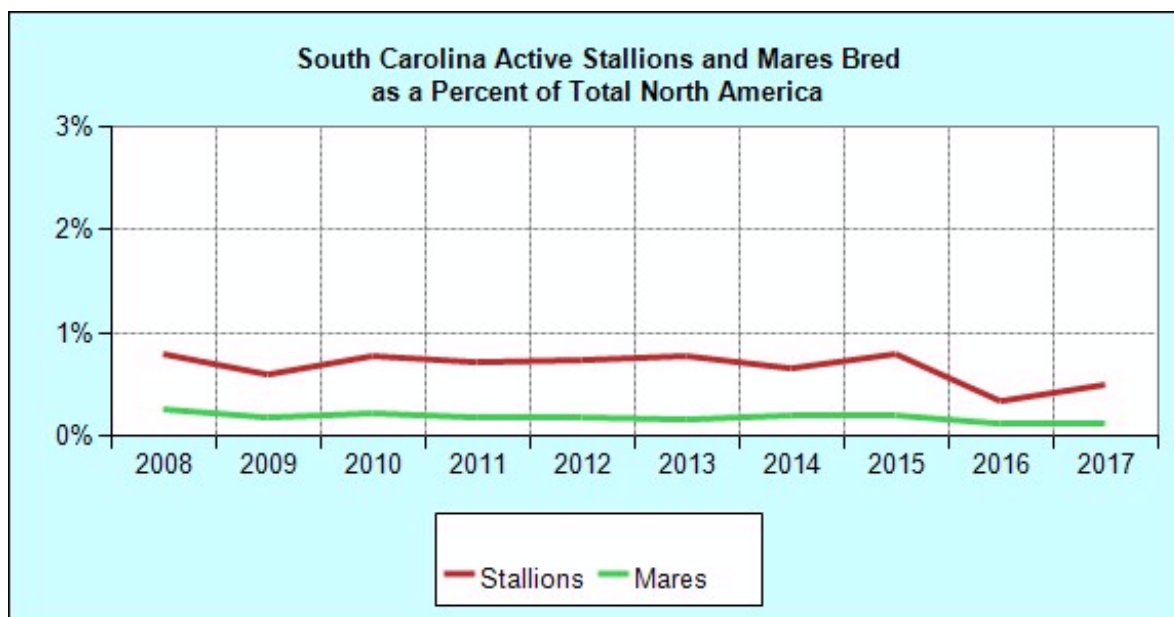 South Carolina Active Stallions and Mares Bred
as a Percent of Total North America
3%
2%
1%
0%
2008 2009 2010 2011 2012 2013 2014 2015 2016 2017
Stallions Mares